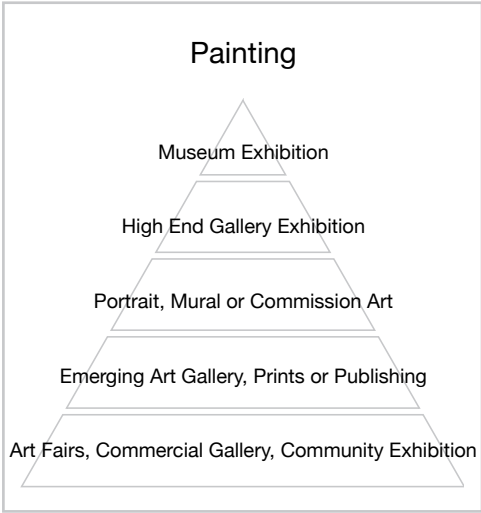 Painting
Museum Exhibition
High End Gallery Exhibition
Portrait, Mural or Commission Art
Emerging Art Gallery, Prints or Publishing
Art Fairs, Commercial Gallery, Community Exhibition